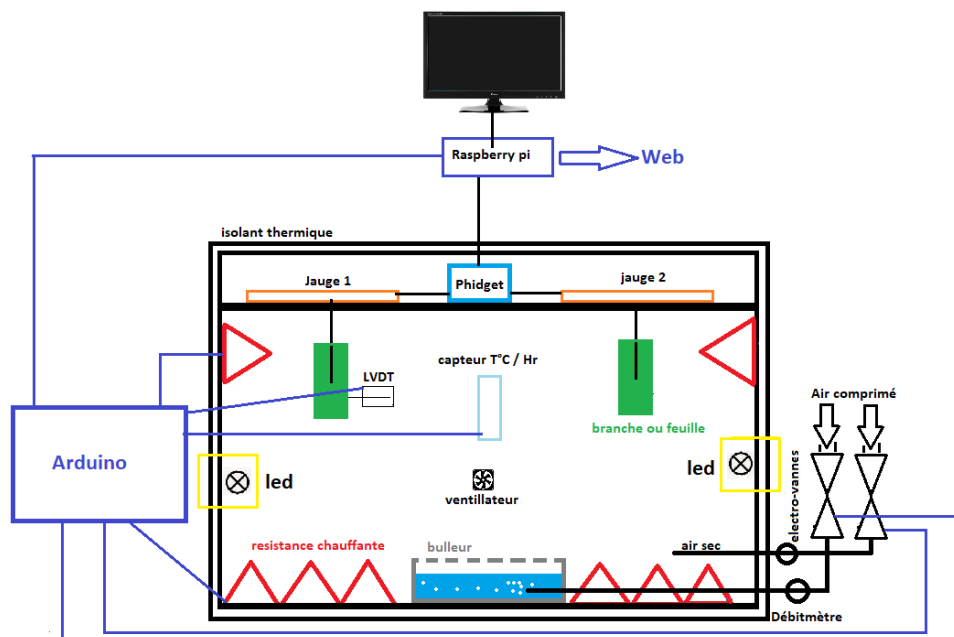 Raspberry pi
Web
isolant thermique
Jauge 1
Phidget
jauge 2
capteur T°C / Hr
LVDT
Air comprimé
branche ou feuille
Arduino
led
led
electro-vannes
ventillateur
resistance chauffante
bulleur
air sec
Débitmètre